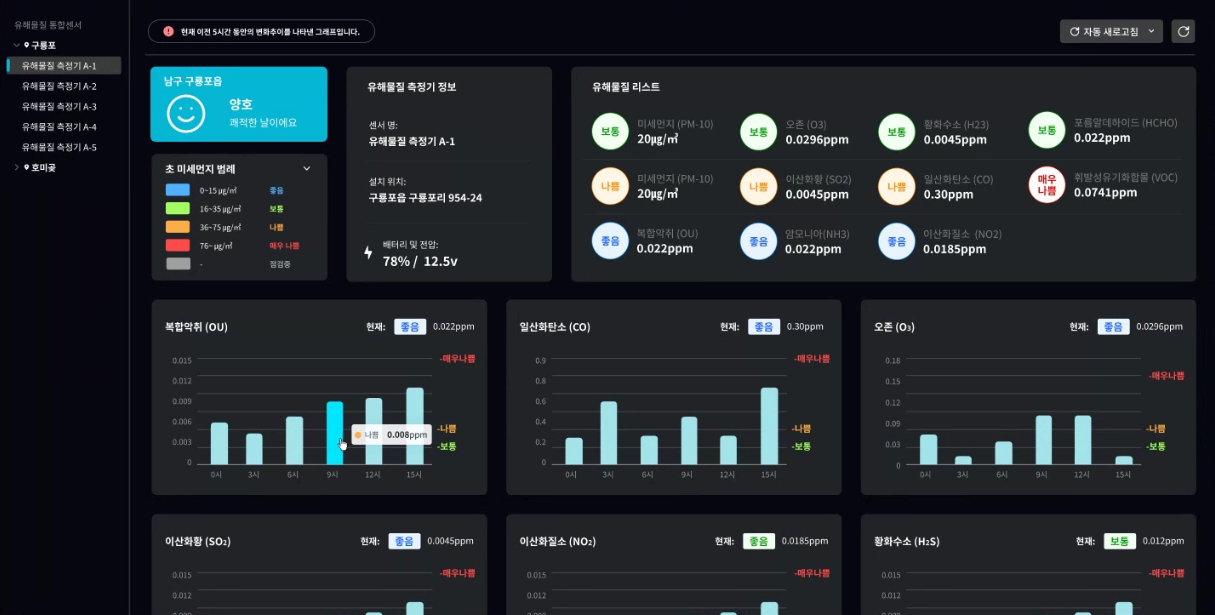 유해물질 통합센서
구룡포
유해물질 측정기 A-1
유해물질 측정기 A-2
유해물질 측정기 A-3
유해물질 측정기 A-4
유해물질 측정기 A-5
호미곶
현재 이전 5시간 동안의 변화추이를 나타낸 그래프입니다.
자동 새로고침
남구 구룡포읍
양호
쾌적한 날이에요
초 미세먼지 범례
0~15 μg/㎥ 좋음
16~35 μg/㎥ 보통
36~75 μg/㎥ 나쁨
76~ μg/㎥ 매우 나쁨
- 점검중
유해물질 측정기 정보
센서 명:
유해물질 측정기 A-1
설치 위치:
구룡포읍 구룡포리 954-24
배터리 및 전압:
78% / 12.5v
유해물질 리스트
보통 미세먼지 (PM-10)
20μg/㎥
보통 오존 (O3)
0.0296ppm
보통 황화수소 (H23)
0.0045ppm
보통 포름알데하이드 (HCHO)
0.022ppm
나쁨 미세먼지 (PM-10)
20μg/㎥
나쁨 이산화황 (SO2)
0.0045ppm
나쁨 일산화탄소 (CO)
0.30ppm
매우 나쁨 취발성유기화합물 (VOC)
0.0741ppm
좋음 복합악취 (OU)
0.022ppm
좋음 암모니아(NH3)
0.022ppm
좋음 이산화질소 (NO2)
0.0185ppm
복합악취 (OU) 현재: 좋음 0.022ppm
0.015 -매우나쁨
0.012
0.009
0.006 -나쁨
0.003 -보통
0
나쁨 0.008ppm
0시 3시 6시 9시 12시 15시
일산화탄소 (CO) 현재: 좋음 0.30ppm
0.9 -매우나쁨
0.8
0.6
0.4 -나쁨
0.2 -보통
0
0시 3시 6시 9시 12시 15시
오존 (O₃) 현재: 좋음 0.0296ppm
0.18
0.15 -매우나쁨
0.12
0.09 -나쁨
0.03 -보통
0
0시 3시 6시 9시 12시 15시
이산화황 (SO₂) 현재: 좋음 0.0045ppm
0.015 -매우나쁨
0.012
이산화질소 (NO₂) 현재: 좋음 0.0185ppm
0.015 -매우나쁨
0.012
황화수소 (H₂S) 현재: 보통 0.012ppm
0.015 -매우나쁨
0.012